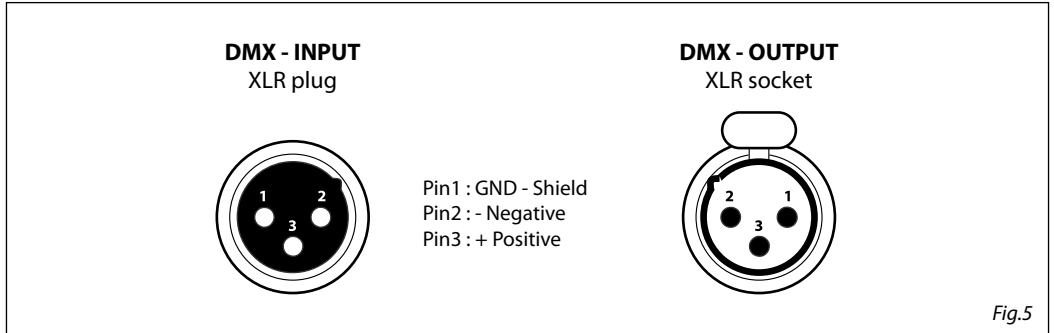 DMX - INPUT
XLR plug
1 2
3
Pin1 : GND - Shield
Pin2 : - Negative
Pin3 : + Positive
DMX - OUTPUT
XLR socket
2 1
3
Fig.5